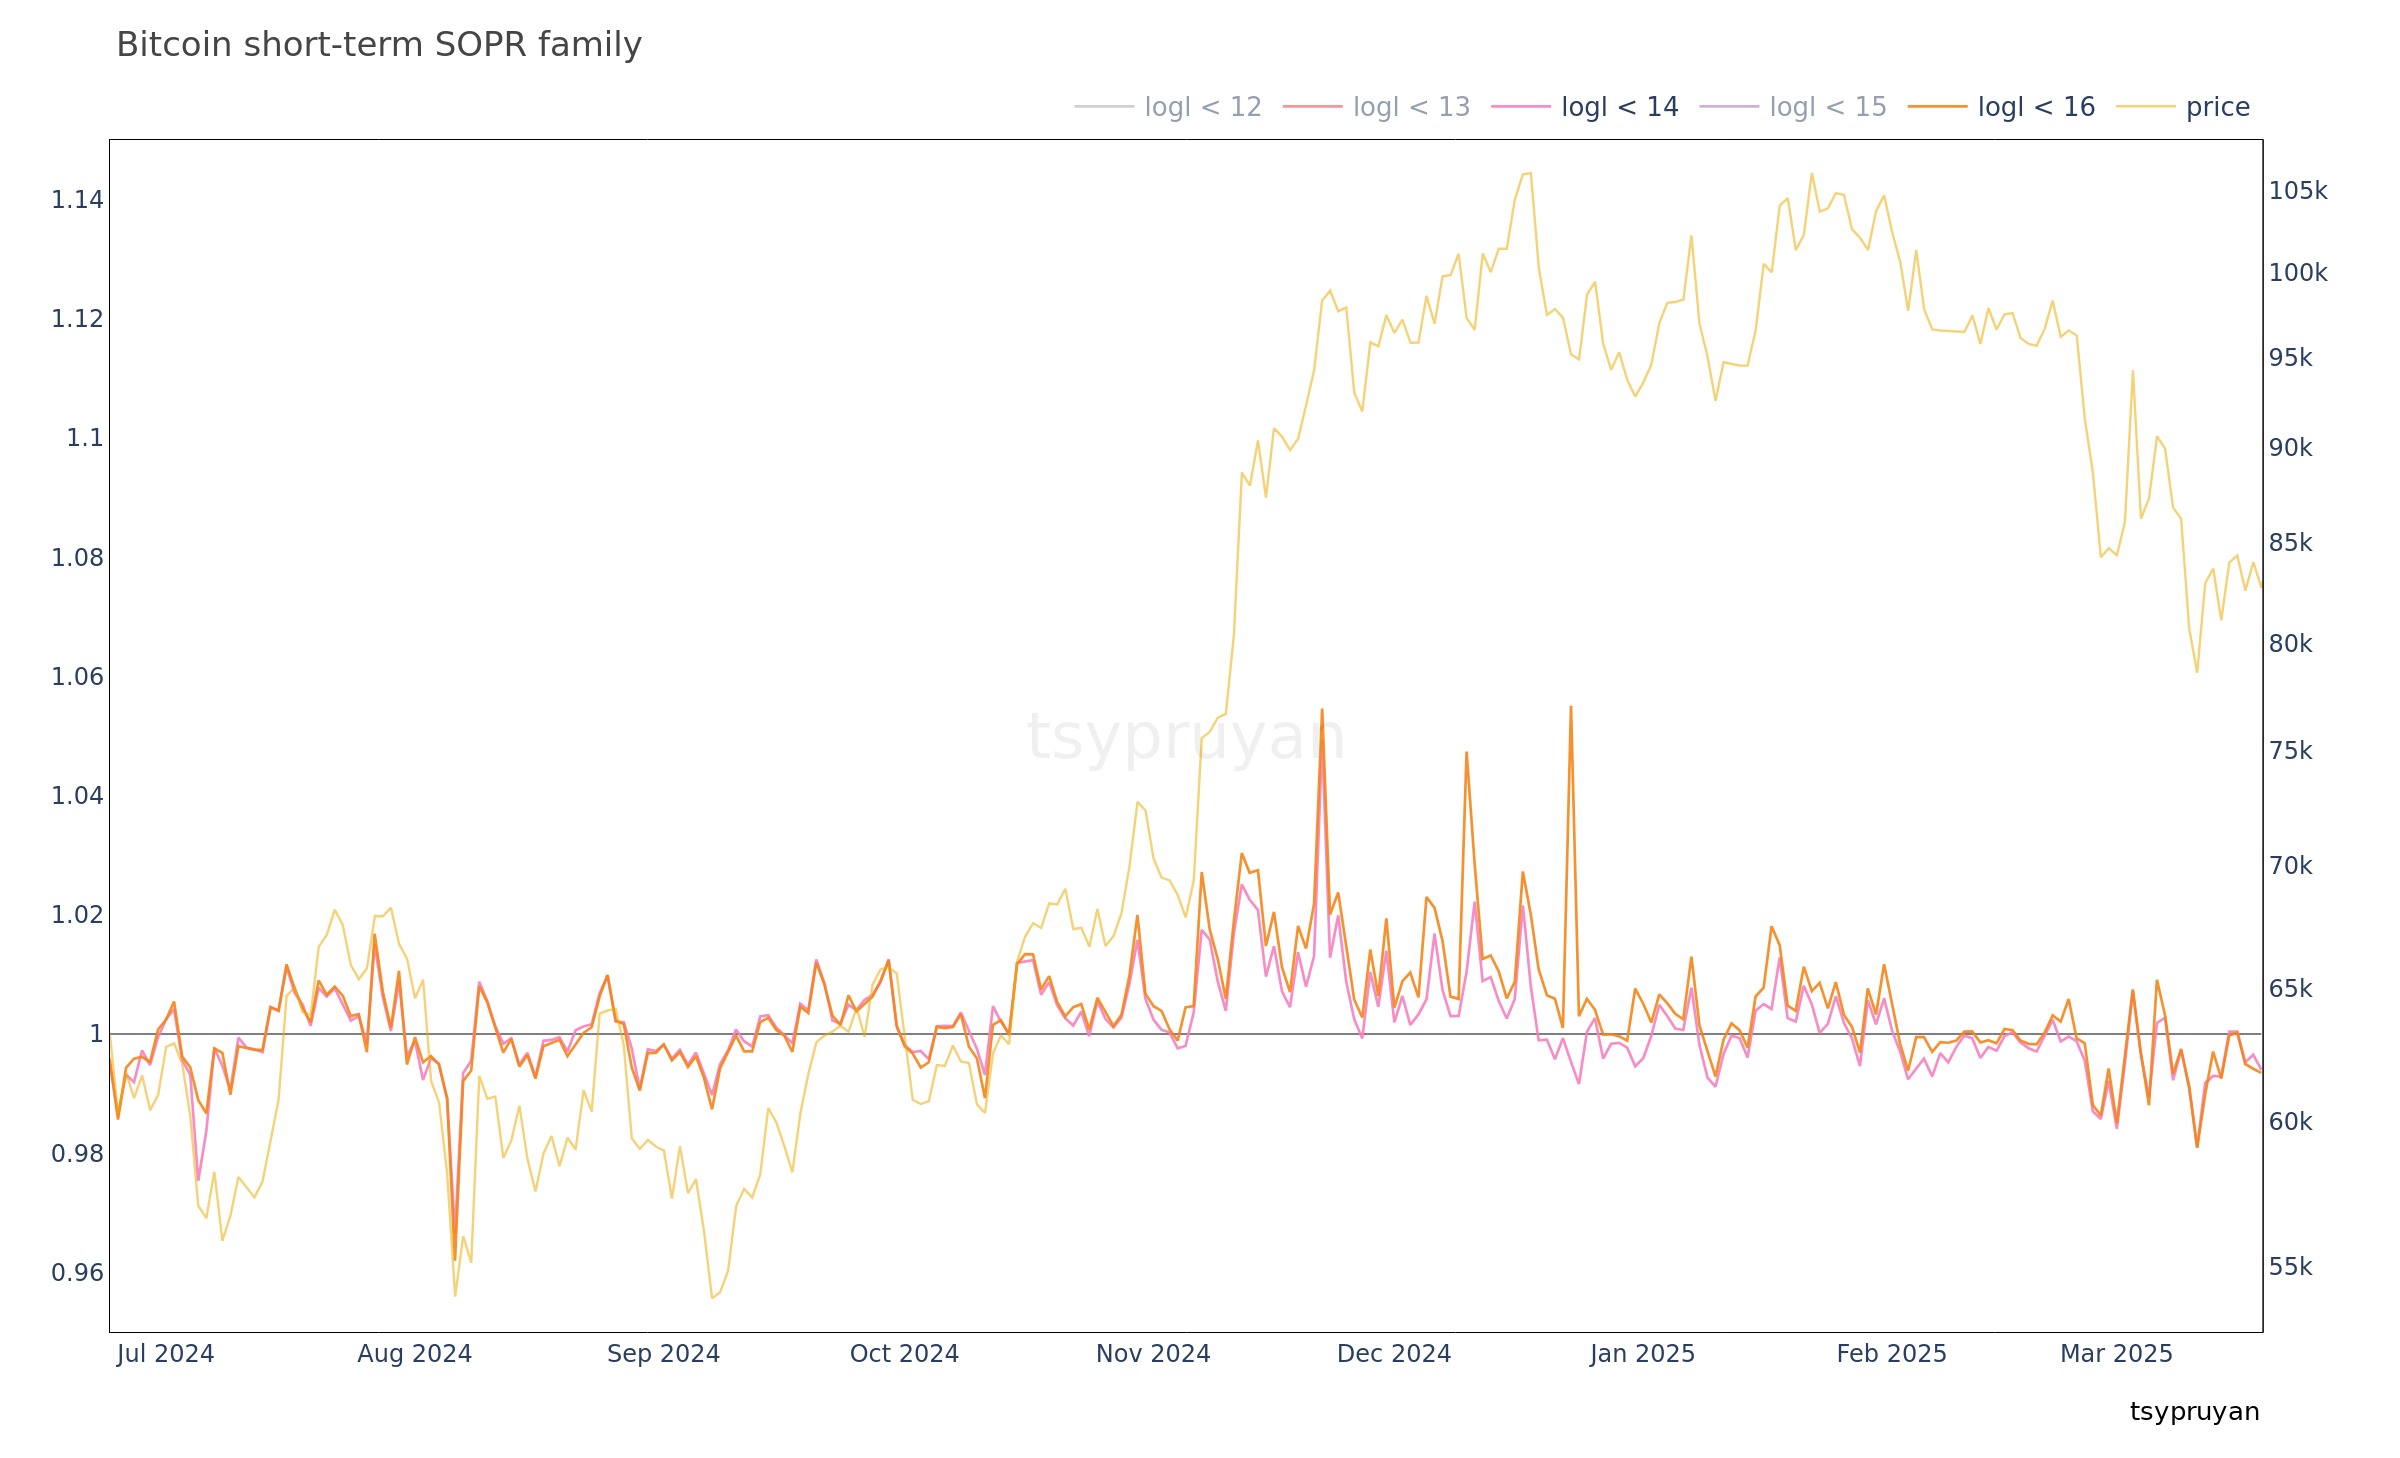 Bitcoin short-term SOPR family
logl < 12 logl < 13 logl < 14 logl < 15 logl < 16 price
1.14
1.12
1.1
1.08
1.06
1.04
1.02
1
0.98
0.96
105k
100k
95k
90k
85k
80k
75k
70k
65k
60k
55k
tsypruyan
Jul 2024 Aug 2024 Sep 2024 Oct 2024 Nov 2024 Dec 2024 Jan 2025 Feb 2025 Mar 2025
tsypruyan